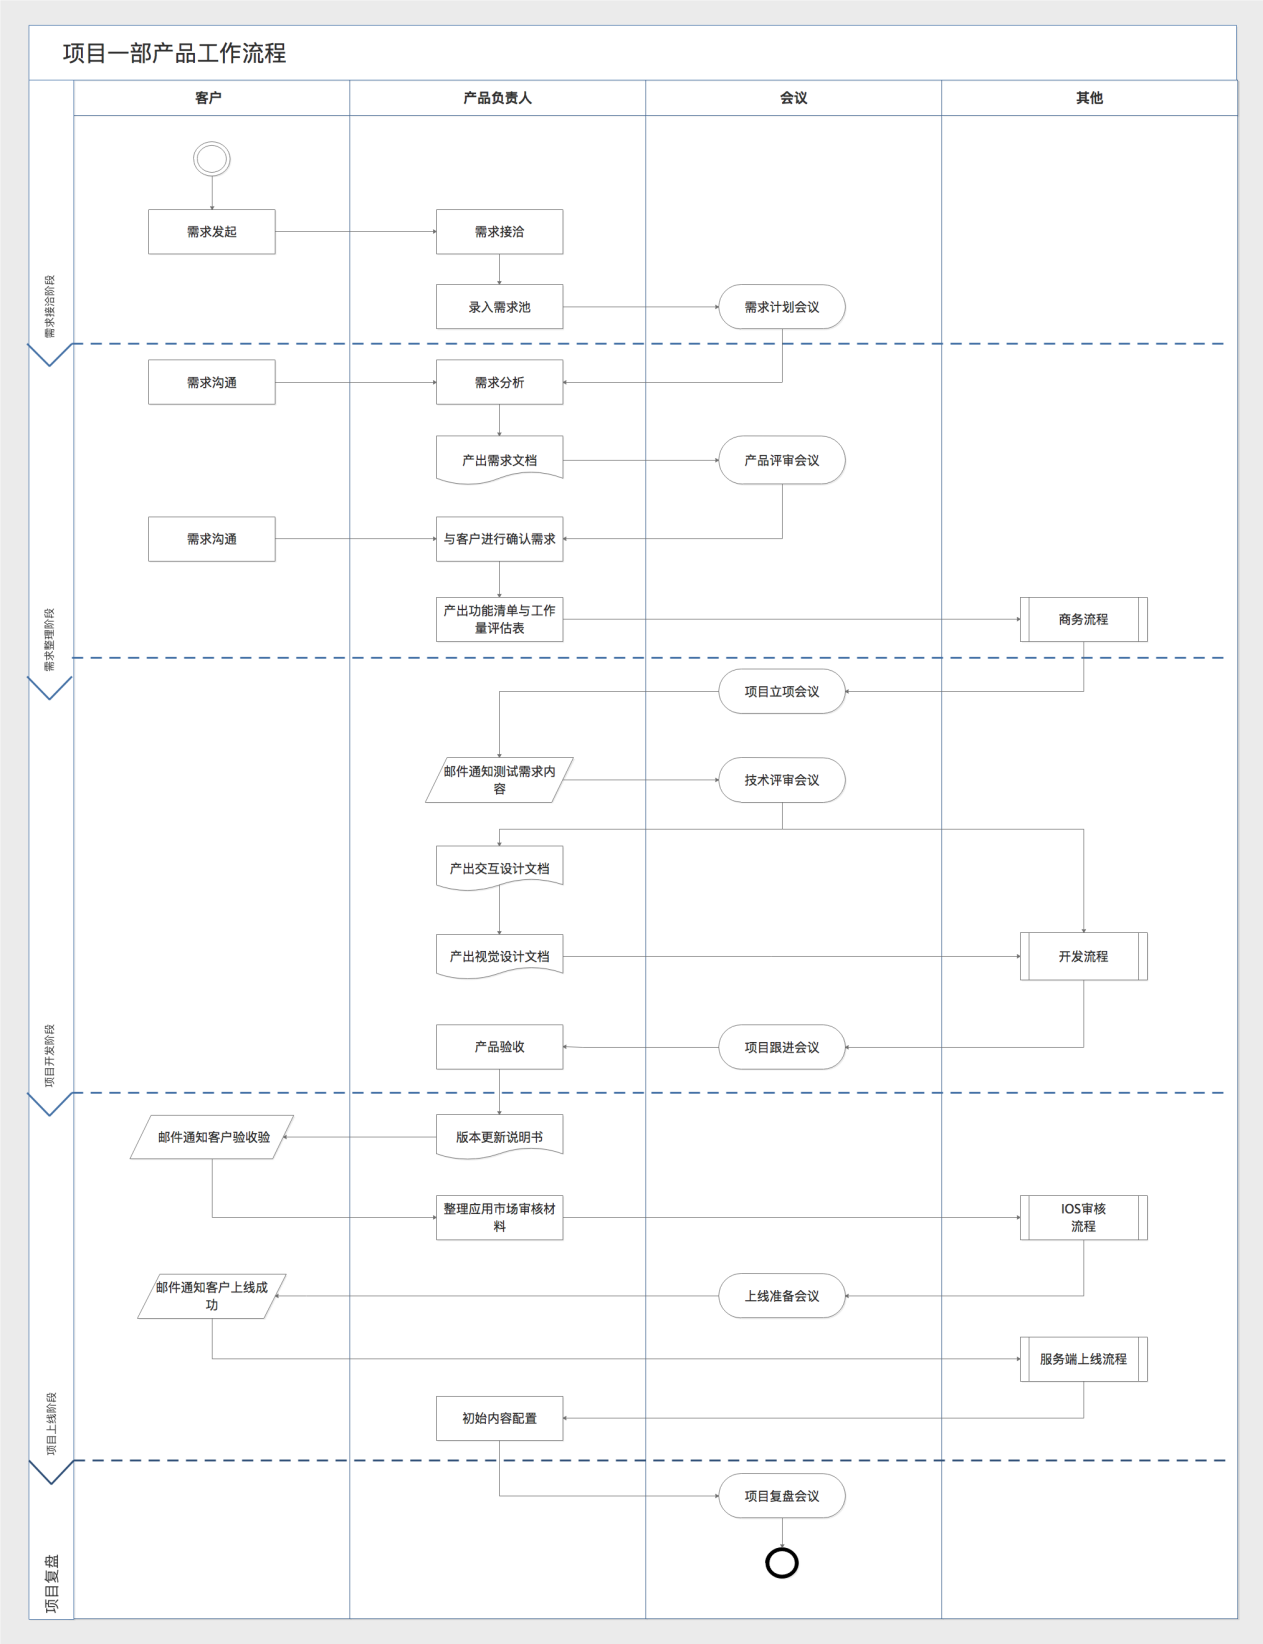 项目一部产品工作流程
客户
产品负责人
会议
其他
需求接洽阶段
需求发起
需求接洽
录入需求池
需求计划会议
需求整理阶段
需求沟通
需求分析
产出需求文档
产品评审会议
需求沟通
与客户进行确认需求
产出功能清单与工作
量评估表
商务流程
项目开发阶段
项目立项会议
邮件通知测试需求内
容
技术评审会议
产出交互设计文档
产出视觉设计文档
开发流程
产品验收
项目跟进会议
项目上线阶段
邮件通知客户验收验
版本更新说明书
整理应用市场审核材
料
IOS审核
流程
邮件通知客户上线成
功
上线准备会议
服务端上线流程
初始内容配置
项目复盘
项目复盘会议